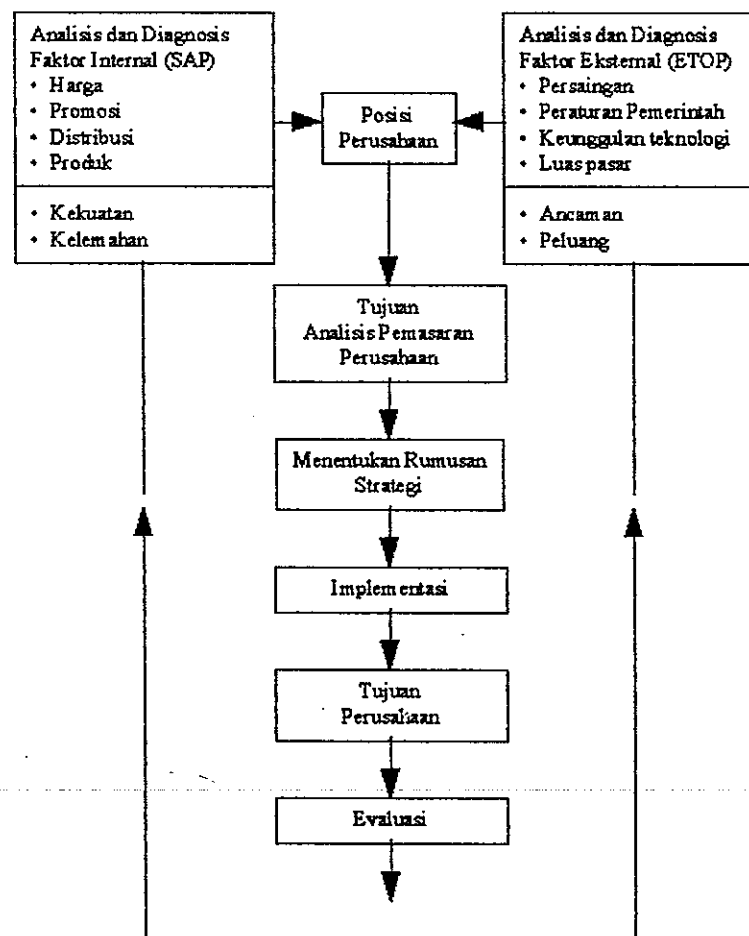 Analisis dan Diagnosis
Faktor Internal (SAP)
• Harga
• Promosi
• Distribusi
• Produk
• Kekuatan
• Kelemahan
Posisi
Perusahaan
Analisis dan Diagnosis
Faktor Eksternal (ETOP)
• Persaingan
• Peraturan Pemerintah
• Keunggulan teknologi
• Luas pasar
• Ancaman
• Peluang
Tujuan
Analisis Pemasaran
Perusahaan
Menentukan Rumusan
Strategi
Implementasi
Tujuan
Perusahaan
Evaluasi